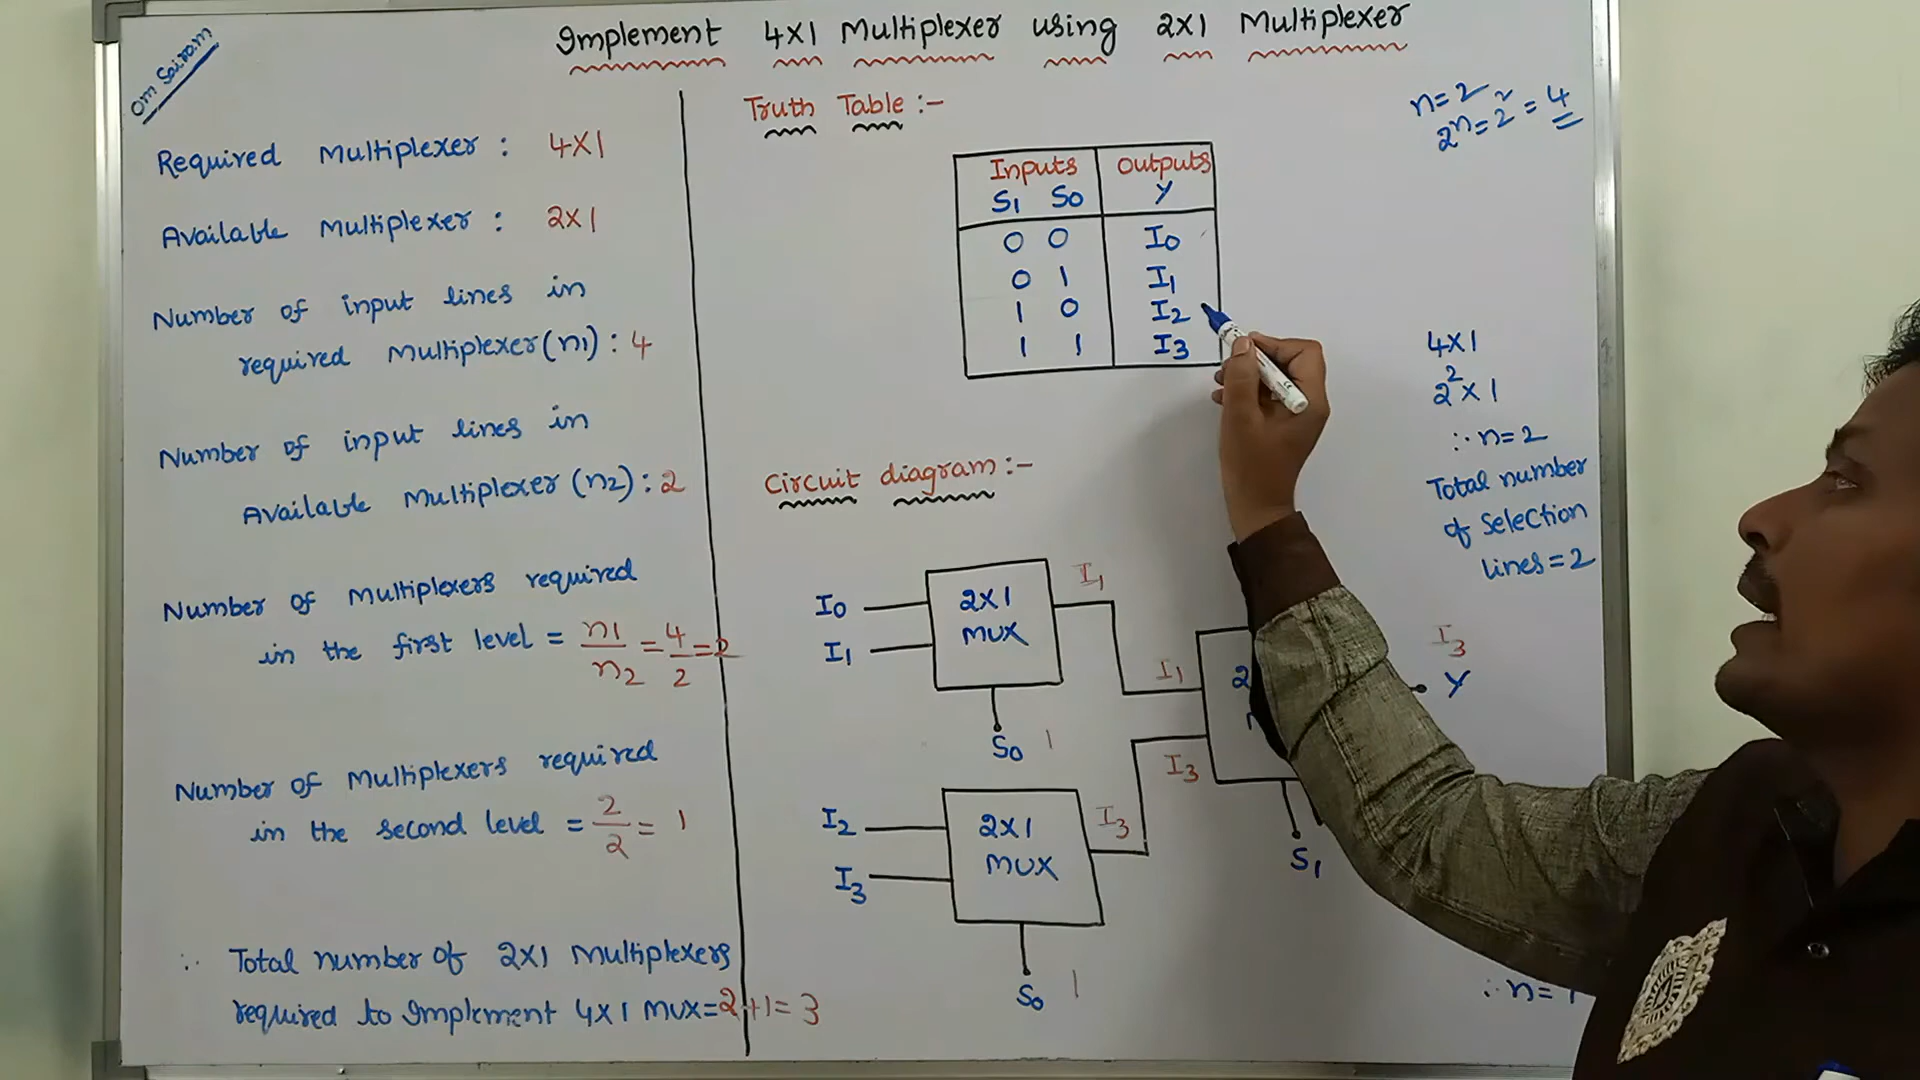 Om Sairam
Implement 4X1 Multiplexer using 2X1 Multiplexer
Required Multiplexer : 4X1
Available Multiplexer : 2X1
Number of input lines in
required Multiplexer (n1) : 4
Number of input lines in
Available Multiplexer (n2) : 2
Number of Multiplexers required
in the first level = n1/n2 = 4/2 = 2
Number of Multiplexers required
in the second level = 2/2 = 1
∴ Total number of 2X1 Multiplexers
required to Implement 4X1 MUX = 2+1 = 3
Truth Table :-
Inputs Outputs
S1 S0 Y
0 0 I0
0 1 I1
1 0 I2
1 1 I3
n=2
2^n = 2^2 = 4
4X1
2^2 X 1
∴ n=2
Total number
of Selection
lines = 2
Circuit diagram :-
I0
I1
2X1
MUX
I1
S0 1
I2
I3
2X1
MUX
I3
S0 1
I1
I3
2
S1
I3
Y
∴ n=1